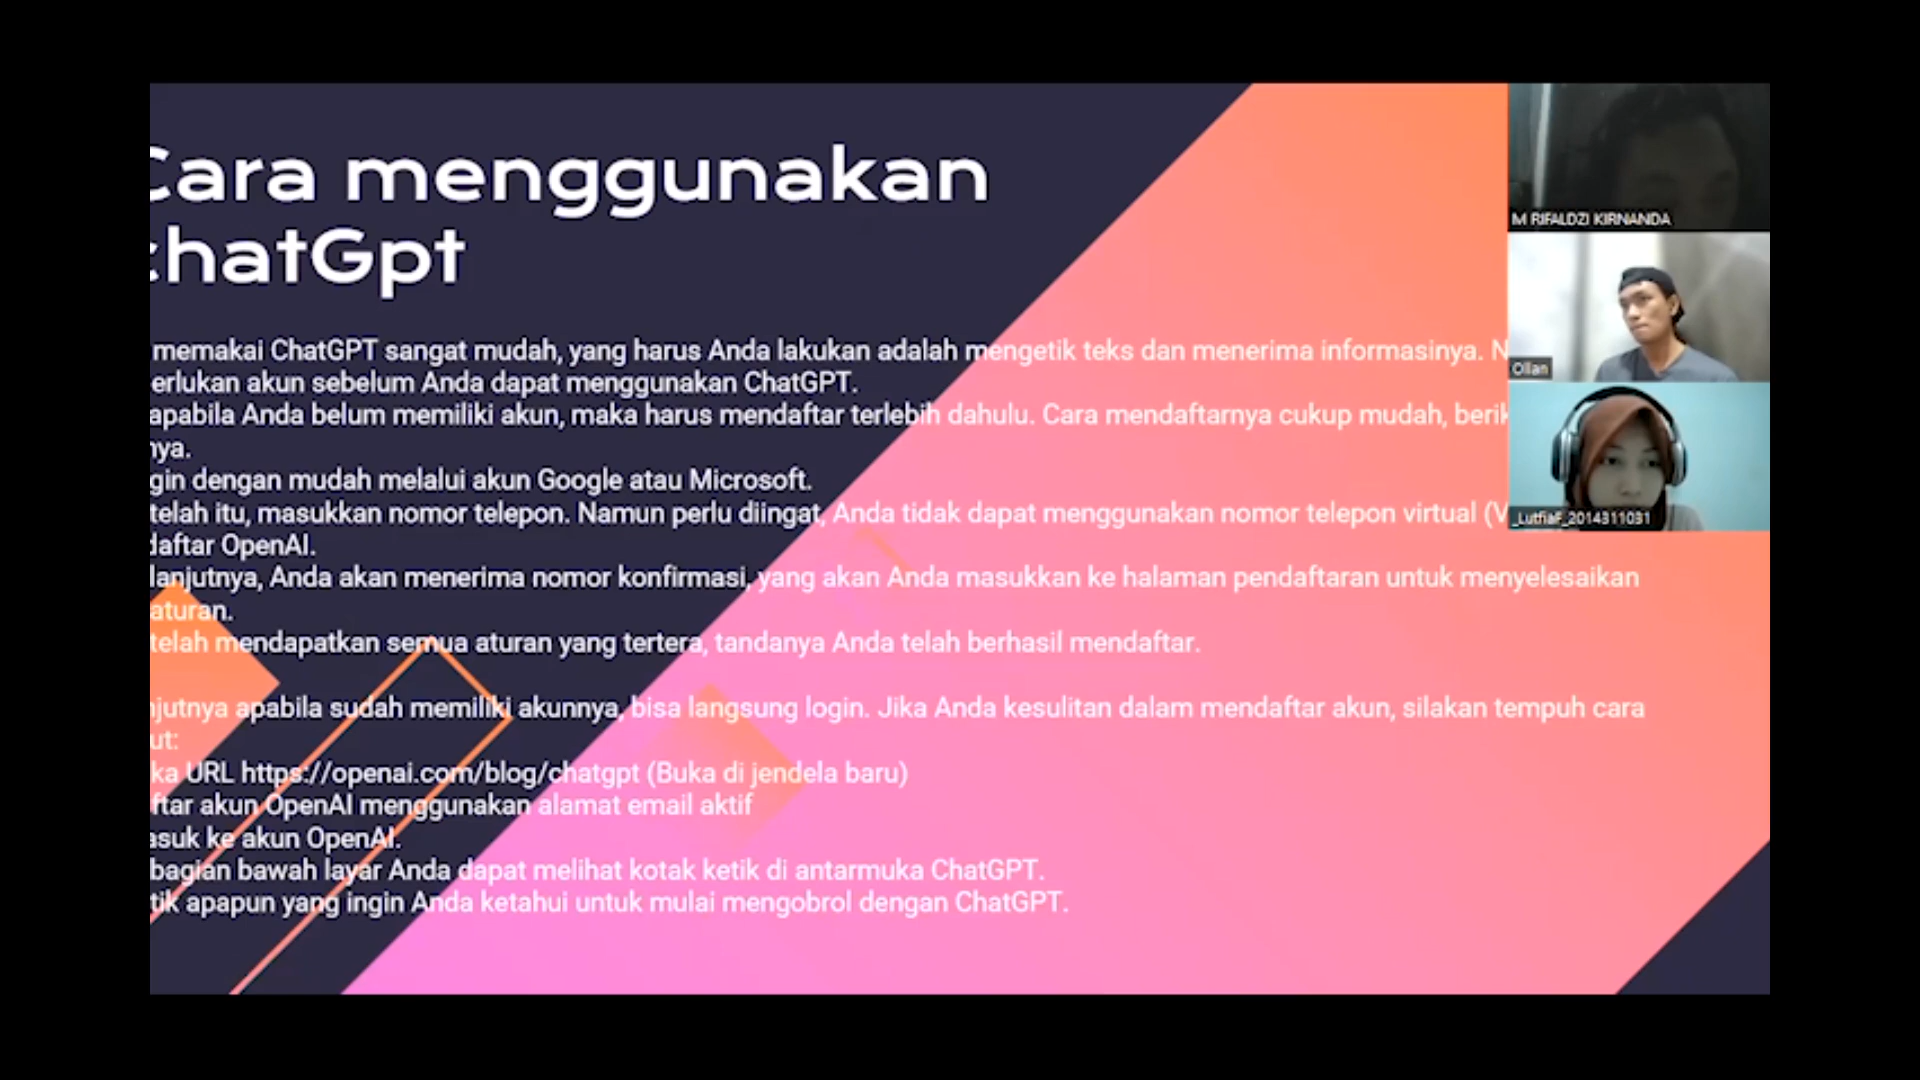 Cara menggunakan
chatGpt
memakai ChatGPT sangat mudah, yang harus Anda lakukan adalah mengetik teks dan menerima informasinya. N
erlukan akun sebelum Anda dapat menggunakan ChatGPT.
apabila Anda belum memiliki akun, maka harus mendaftar terlebih dahulu. Cara mendaftarnya cukup mudah, berik
nya.
gin dengan mudah melalui akun Google atau Microsoft.
telah itu, masukkan nomor telepon. Namun perlu diingat, Anda tidak dapat menggunakan nomor telepon virtual (V
daftar OpenAI.
lanjutnya, Anda akan menerima nomor konfirmasi, yang akan Anda masukkan ke halaman pendaftaran untuk menyelesaikan
aturan.
telah mendapatkan semua aturan yang tertera, tandanya Anda telah berhasil mendaftar.
njutnya apabila sudah memiliki akunnya, bisa langsung login. Jika Anda kesulitan dalam mendaftar akun, silakan tempuh cara
ut:
ka URL https://openai.com/blog/chatgpt (Buka di jendela baru)
ftar akun OpenAI menggunakan alamat email aktif
asuk ke akun OpenAI.
bagian bawah layar Anda dapat melihat kotak ketik di antarmuka ChatGPT.
tik apapun yang ingin Anda ketahui untuk mulai mengobrol dengan ChatGPT.
M RIFALDZI KIRNANDA
Ollan
_LutfiaF_2014311031